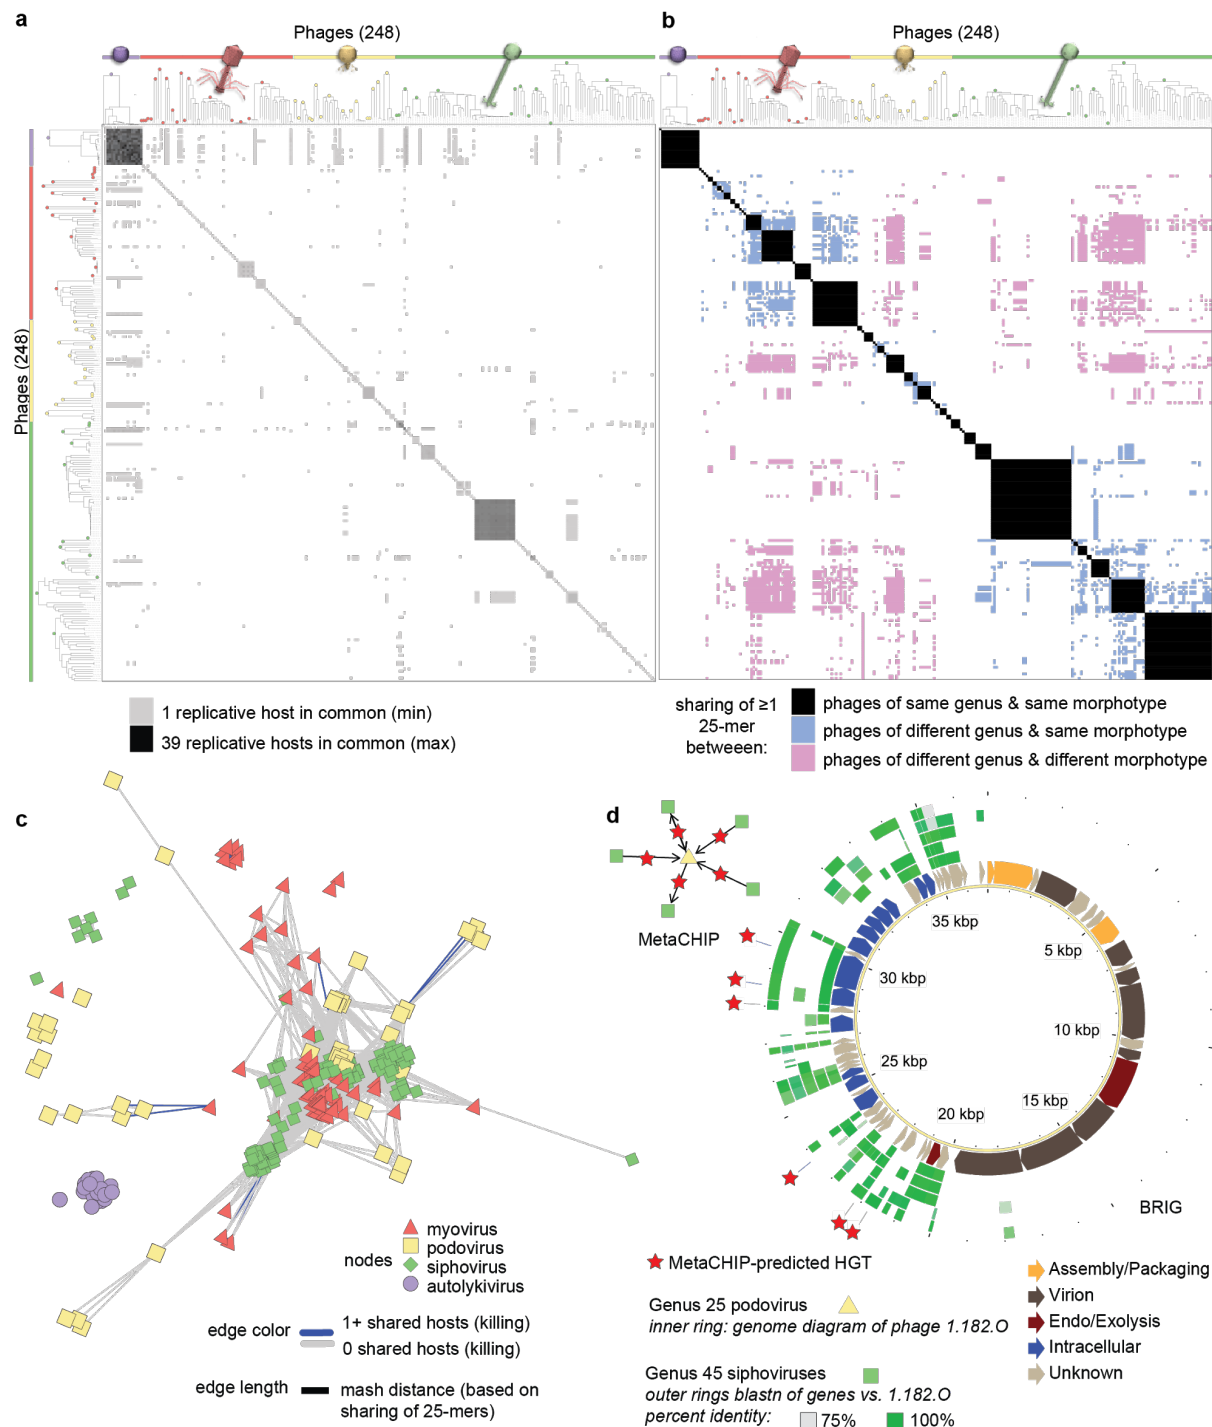 a
Phages (248)
b
Phages (248)
Phages (248)
1 replicative host in common (min)
39 replicative hosts in common (max)
sharing of ≥1
25-mer
betweeen:
phages of same genus & same morphotype
phages of different genus & same morphotype
phages of different genus & different morphotype
c
myovirus
podovirus
siphovirus
autolykivirus
nodes
edge color
1+ shared hosts (killing)
0 shared hosts (killing)
edge length
mash distance (based on
sharing of 25-mers)
d
MetaCHIP
35 kbp
5 kbp
30 kbp
10 kbp
25 kbp
15 kbp
20 kbp
BRIG
MetaCHIP-predicted HGT
Genus 25 podovirus
inner ring: genome diagram of phage 1.182.O
Genus 45 siphoviruses
outer rings blastn of genes vs. 1.182.O
percent identity:
75%
100%
Assembly/Packaging
Virion
Endo/Exolysis
Intracellular
Unknown